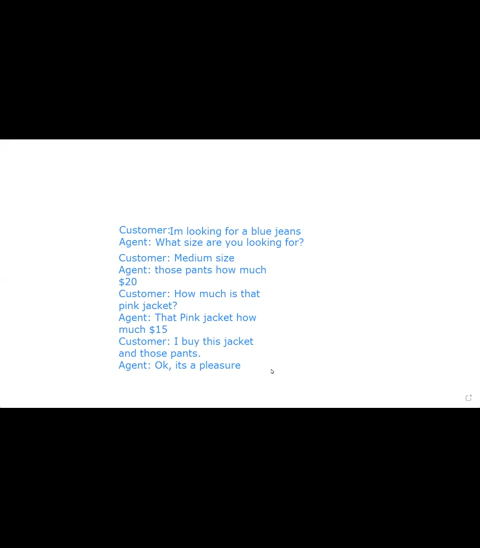 Customer: Im looking for a blue jeans
Agent: What size are you looking for?
Customer: Medium size
Agent: those pants how much
$20
Customer: How much is that
pink jacket?
Agent: That Pink jacket how
much $15
Customer: I buy this jacket
and those pants.
Agent: Ok, its a pleasure